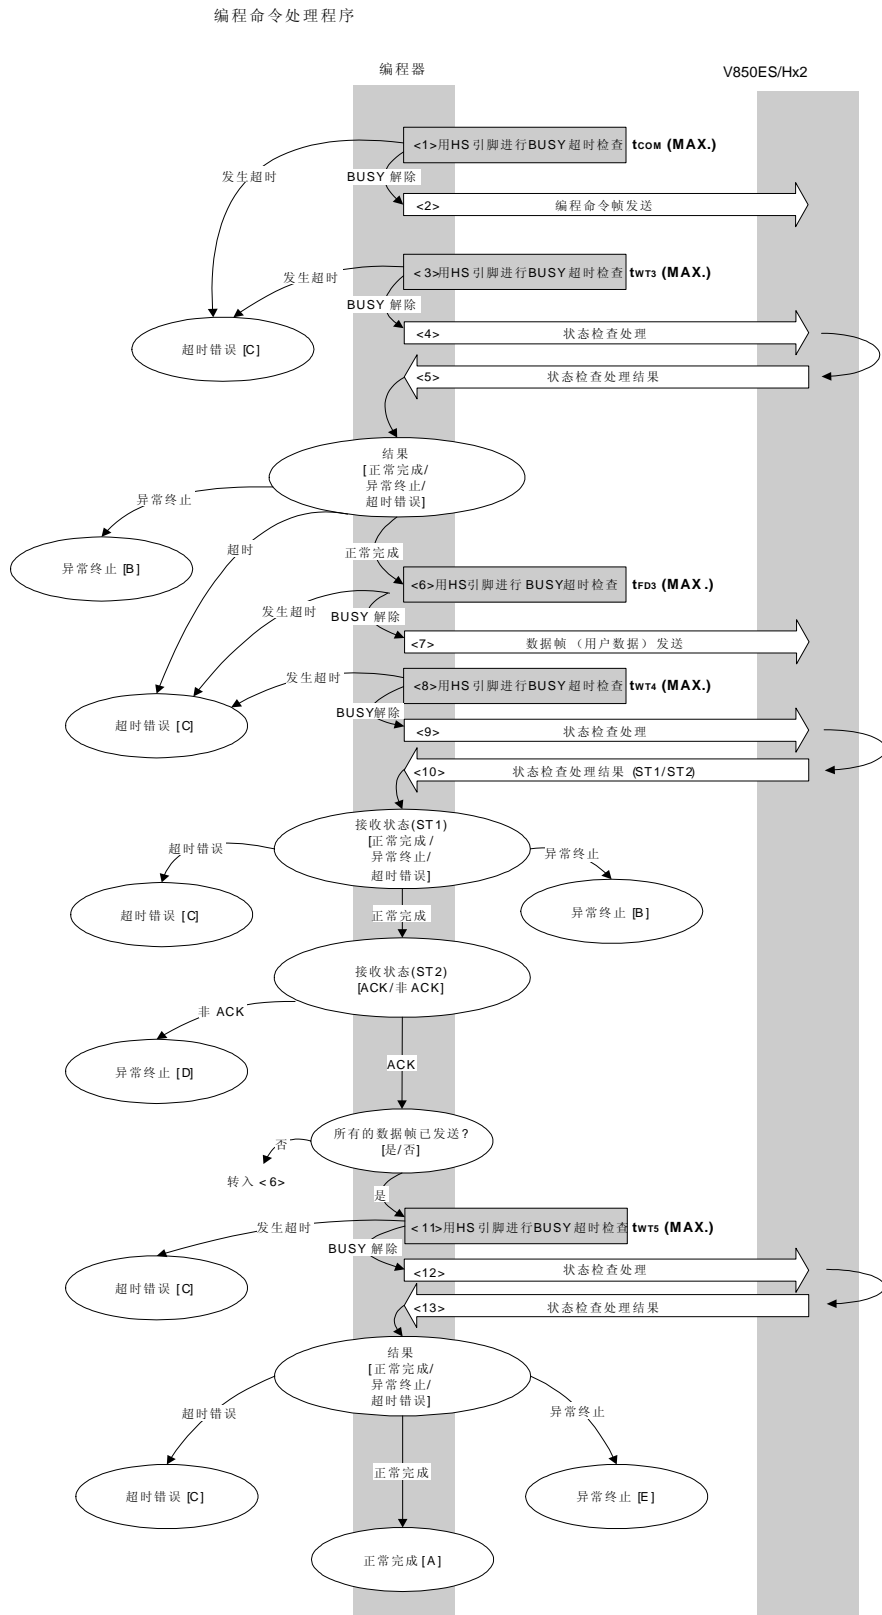 编程命令处理程序
编程器
V850ES/Hx2
<1>用HS引脚进行BUSY超时检查 tCOM (MAX.)
发生超时
BUSY 解除
<2> 编程命令帧发送
<3>用HS引脚进行BUSY超时检查 tWT3 (MAX.)
发生超时
BUSY 解除
<4> 状态检查处理
超时错误 [C]
<5> 状态检查处理结果
结果
[正常完成/
异常终止/
超时错误]
异常终止
超时
正常完成
异常终止 [B]
<6>用HS引脚进行 BUSY超时检查 tFD3 (MAX.)
发生超时
BUSY 解除
<7> 数据帧（用户数据）发送
发生超时
<8>用HS引脚进行BUSY超时检查 tWT4 (MAX.)
BUSY解除
超时错误 [C]
<9> 状态检查处理
<10> 状态检查处理结果 (ST1/ST2)
接收状态(ST1)
[正常完成/
异常终止/
超时错误]
超时错误
异常终止
超时错误 [C]
正常完成
异常终止 [B]
接收状态(ST2)
[ACK/非 ACK]
非 ACK
ACK
异常终止 [D]
所有的数据帧已发送?
[是/否]
否
转入 <6>
是
发生超时
<11>用HS引脚进行BUSY超时检查 tWT5 (MAX.)
BUSY 解除
<12> 状态检查处理
超时错误 [C]
<13> 状态检查处理结果
结果
[正常完成/
异常终止/
超时错误]
超时错误
异常终止
正常完成
超时错误 [C]
异常终止 [E]
正常完成 [A]